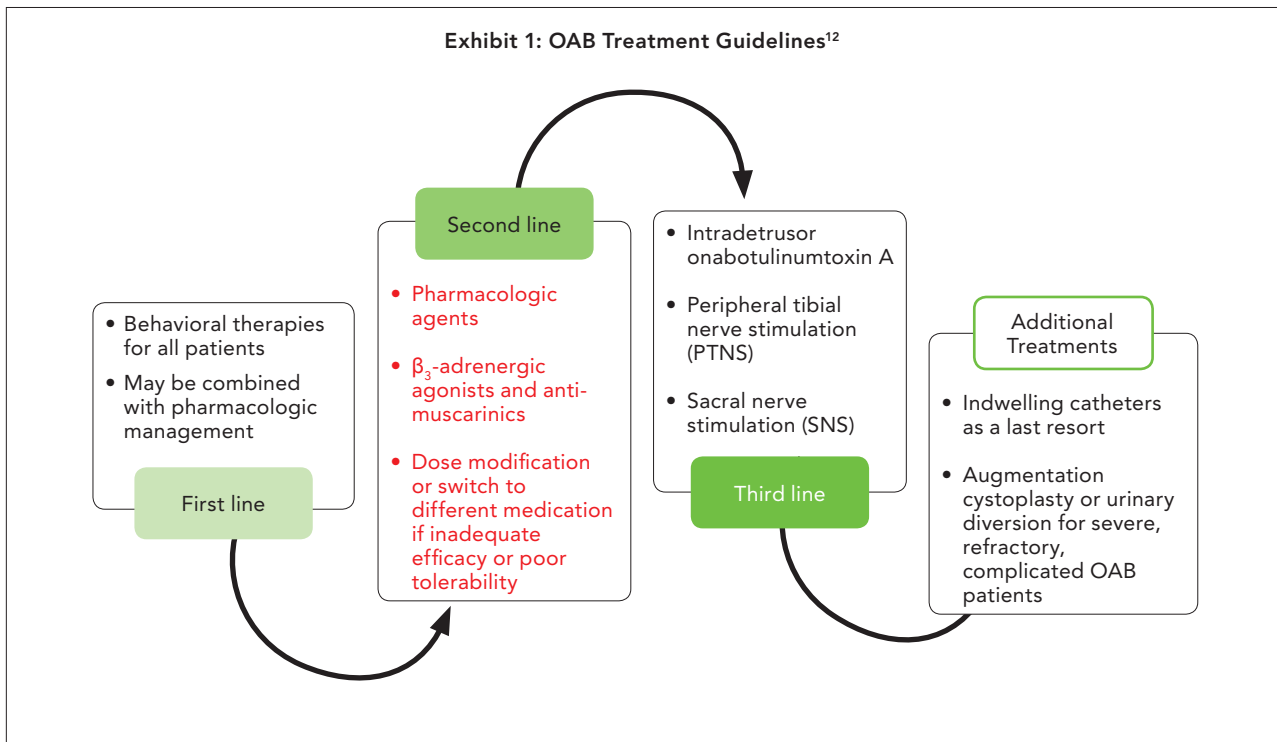 Exhibit 1: OAB Treatment Guidelines¹²
• Behavioral therapies
for all patients
• May be combined
with pharmacologic
management
First line
Second line
• Pharmacologic
agents
• β₃-adrenergic
agonists and anti-
muscarinics
• Dose modification
or switch to
different medication
if inadequate
efficacy or poor
tolerability
• Intradetrusor
onabotulinumtoxin A
• Peripheral tibial
nerve stimulation
(PTNS)
• Sacral nerve
stimulation (SNS)
Third line
Additional
Treatments
• Indwelling catheters
as a last resort
• Augmentation
cystoplasty or urinary
diversion for severe,
refractory,
complicated OAB
patients